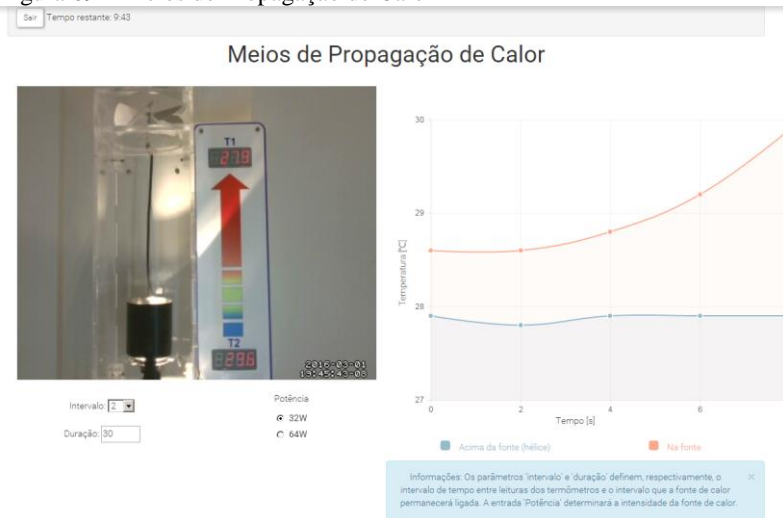 Sair Tempo restante: 9:43
Meios de Propagação de Calor
T1
27.9
T2
29.6
2016-03-01
Intervalo: 2
Duração: 30
Potência
32W
64W
30
29
28
27
Temperatura [ºC]
0 2 4 6
Tempo [s]
Acima da fonte (hélice) Na fonte
Informações: Os parâmetros 'intervalo' e 'duração' definem, respectivamente, o
intervalo de tempo entre leituras dos termômetros e o intervalo que a fonte de calor
permanecerá ligada. A entrada 'Potência' determinará a intensidade da fonte de calor.
×